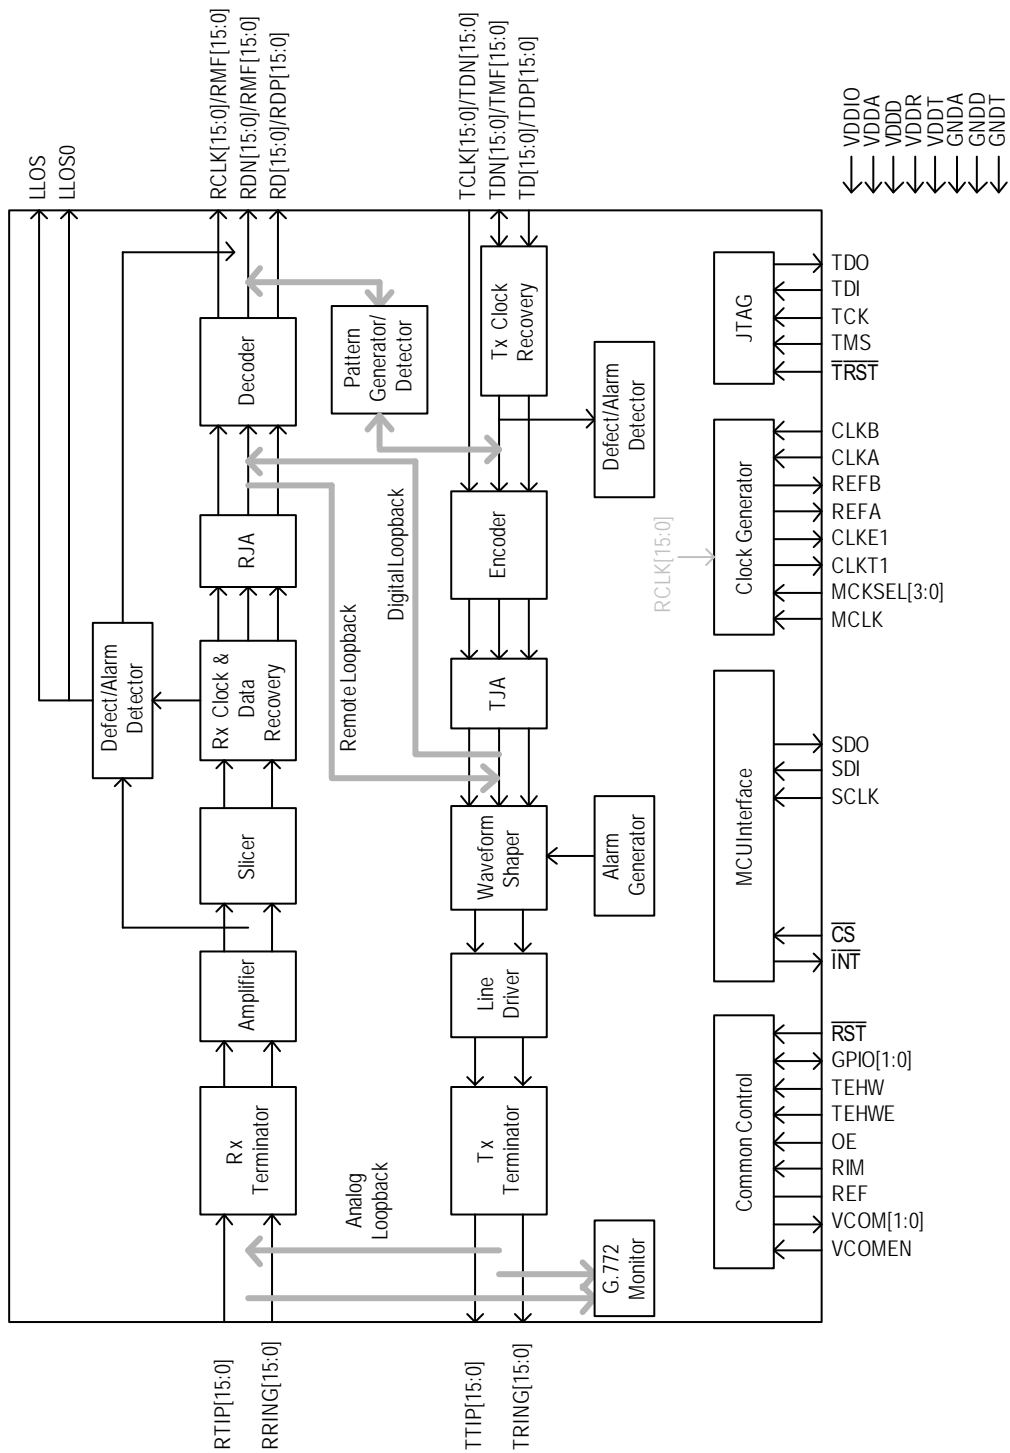 LLOS
LLOS0
RCLK[15:0]/RMF[15:0]
RDN[15:0]/RMF[15:0]
RD[15:0]/RDP[15:0]
TCLK[15:0]/TDN[15:0]
TDN[15:0]/TMF[15:0]
TD[15:0]/TDP[15:0]
VDDIO
VDDA
VDDD
VDDR
VDDT
GNDA
GNDD
GNDT
Decoder
Pattern
Generator/
Detector
Tx Clock
Recovery
Defect/Alarm
Detector
JTAG
TDO
TDI
TCK
TMS
TRST
RJA
Digital Loopback
Encoder
RCLK[15:0]
Clock Generator
CLKB
CLKA
REFB
REFA
CLKE1
CLKT1
MCKSEL[3:0]
MCLK
Defect/Alarm
Detector
Rx Clock &
Data
Recovery
Remote Loopback
TJA
Slicer
Waveform
Shaper
Alarm
Generator
MCU Interface
SDO
SDI
SCLK
CS
INT
Amplifier
Line
Driver
Rx
Terminator
Analog
Loopback
Tx
Terminator
G.772
Monitor
Common Control
RST
GPIO[1:0]
TEHW
TEHWE
OE
RIM
REF
VCOM[1:0]
VCOMEN
RTIP[15:0]
RRING[15:0]
TTIP[15:0]
TRING[15:0]